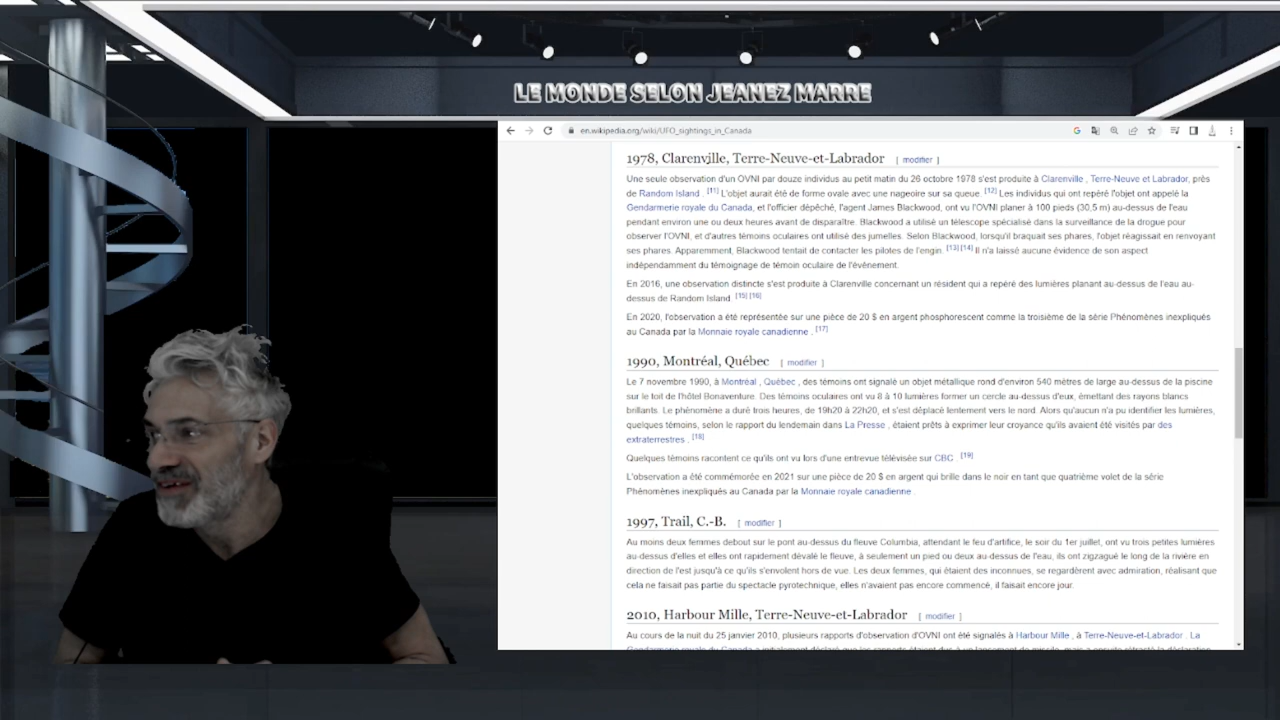 LE MONDE SELON JEANEZ MARRE
en.wikipedia.org/wiki/UFO_sightings_in_Canada
1978, Clarenville, Terre-Neuve-et-Labrador [ modifier ]
Une seule observation d'un OVNI par douze individus au petit matin du 26 octobre 1978 s'est produite à Clarenville , Terre-Neuve et Labrador, près
de Random Island . [11] L'objet aurait été de forme ovale avec une nageoire sur sa queue. [12] Les individus qui ont repéré l'objet ont appelé la
Gendarmerie royale du Canada, et l'officier dépêché, l'agent James Blackwood, ont vu l'OVNI planer à 100 pieds (30,5 m) au-dessus de l'eau
pendant environ une ou deux heures avant de disparaître. Blackwood a utilisé un télescope spécialisé dans la surveillance de la drogue pour
observer l'OVNI, et d'autres témoins oculaires ont utilisé des jumelles. Selon Blackwood, lorsqu'il braquait ses phares, l'objet réagissait en renvoyant
ses phares. Apparemment, Blackwood tentait de contacter les pilotes de l'engin. [13] [14] Il n'a laissé aucune évidence de son aspect
indépendamment du témoignage de témoin oculaire de l'événement.
En 2016, une observation distincte s'est produite à Clarenville concernant un résident qui a repéré des lumières planant au-dessus de l'eau au-
dessus de Random Island [15] [16]
En 2020, l'observation a été représentée sur une pièce de 20 $ en argent phosphorescent comme la troisième de la série Phénomènes inexpliqués
au Canada par la Monnaie royale canadienne . [17]
1990, Montréal, Québec [ modifier ]
Le 7 novembre 1990, à Montréal , Québec , des témoins ont signalé un objet métallique rond d'environ 540 mètres de large au-dessus de la piscine
sur le toit de l'hôtel Bonaventure. Des témoins oculaires ont vu 8 à 10 lumières former un cercle au-dessus d'eux, émettant des rayons blancs
brillants. Le phénomène a duré trois heures, de 19h20 à 22h20, et s'est déplacé lentement vers le nord. Alors qu'aucun n'a pu identifier les lumières,
quelques témoins, selon le rapport du lendemain dans La Presse , étaient prêts à exprimer leur croyance qu'ils avaient été visités par des
extraterrestres . [18]
Quelques témoins racontent ce qu'ils ont vu lors d'une entrevue télévisée sur CBC [19]
L'observation a été commémorée en 2021 sur une pièce de 20 $ en argent qui brille dans le noir en tant que quatrième volet de la série
Phénomènes inexpliqués au Canada par la Monnaie royale canadienne .
1997, Trail, C.-B. [ modifier ]
Au moins deux femmes debout sur le pont au-dessus du fleuve Columbia, attendant le feu d'artifice, le soir du 1er juillet, ont vu trois petites lumières
au-dessus d'elles et elles ont rapidement dévalé le fleuve, à seulement un pied ou deux au-dessus de l'eau, ils ont zigzagué le long de la rivière en
direction de l'est jusqu'à ce qu'ils s'envolent hors de vue. Les deux femmes, qui étaient des inconnues, se regardèrent avec admiration, réalisant que
cela ne faisait pas partie du spectacle pyrotechnique, elles n'avaient pas encore commencé, il faisait encore jour.
2010, Harbour Mille, Terre-Neuve-et-Labrador [ modifier ]
Au cours de la nuit du 25 janvier 2010, plusieurs rapports d'observation d'OVNI ont été signalés à Harbour Mille , à Terre-Neuve-et-Labrador . La